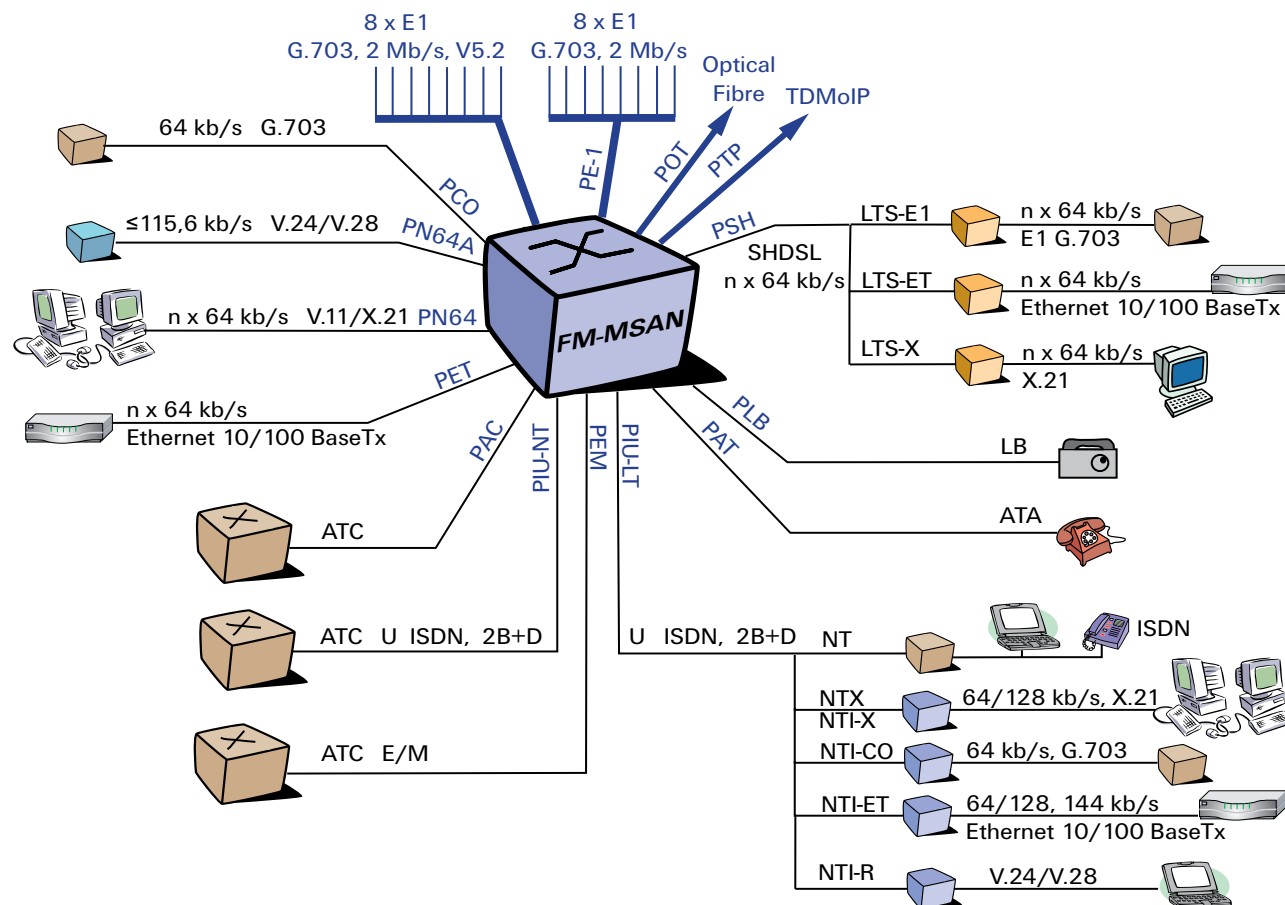 8 x E1
G.703, 2 Mb/s, V5.2
8 x E1
G.703, 2 Mb/s
Optical
Fibre
TDMoIP
64 kb/s G.703
PCO
PE-1
POT
PTP
≤115,6 kb/s V.24/V.28
PN64A
PSH
SHDSL
n x 64 kb/s
LTS-E1
n x 64 kb/s
E1 G.703
LTS-ET
n x 64 kb/s
Ethernet 10/100 BaseTx
LTS-X
n x 64 kb/s
X.21
n x 64 kb/s V.11/X.21
PN64
FM-MSAN
PET
n x 64 kb/s
Ethernet 10/100 BaseTx
PAC
PIU-NT
PEM
PIU-LT
PAT
PLB
LB
ATA
ATC
ATC U ISDN, 2B+D
ATC E/M
U ISDN, 2B+D
NT
ISDN
NTX
NTI-X
64/128 kb/s, X.21
NTI-CO
64 kb/s, G.703
NTI-ET
64/128, 144 kb/s
Ethernet 10/100 BaseTx
NTI-R
V.24/V.28